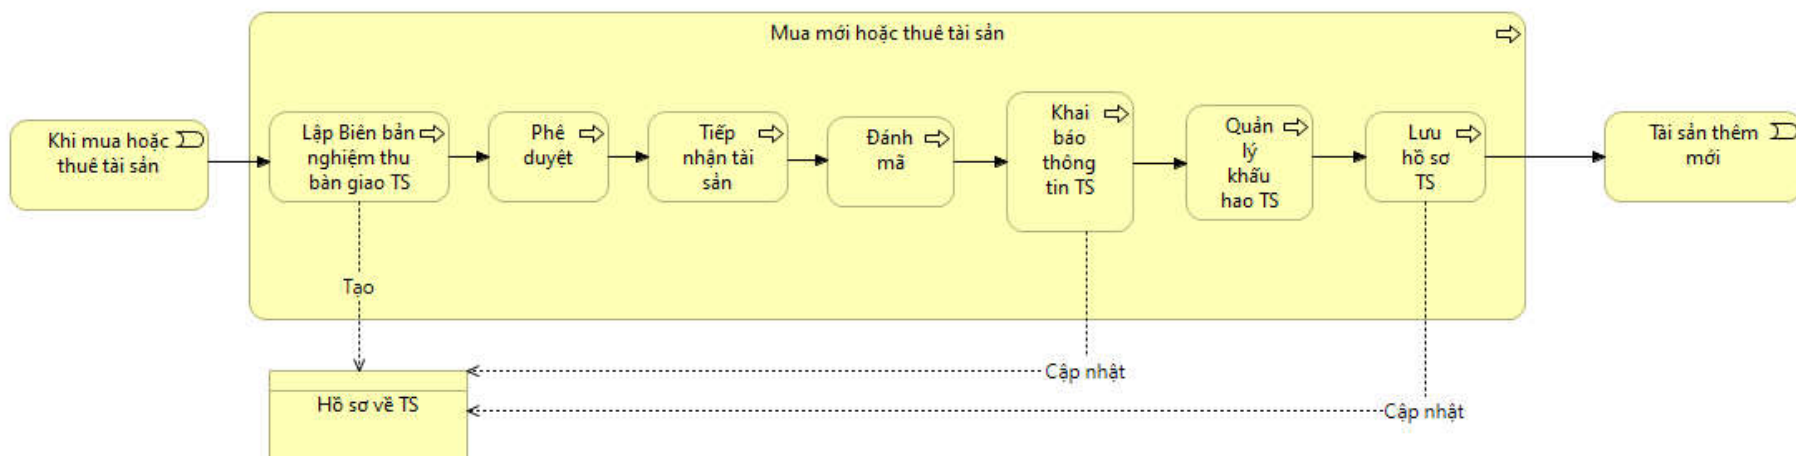 Mua mới hoặc thuê tài sản
Khi mua hoặc
thuê tài sản
Lập Biên bản
nghiệm thu
bàn giao TS
Phê
duyệt
Tiếp
nhận tài
sản
Đánh
mã
Khai
báo
thông
tin TS
Quản
lý
khấu
hao TS
Lưu
hồ sơ
TS
Tài sản thêm
mới
Tạo
Cập nhật
Cập nhật
Hồ sơ về TS